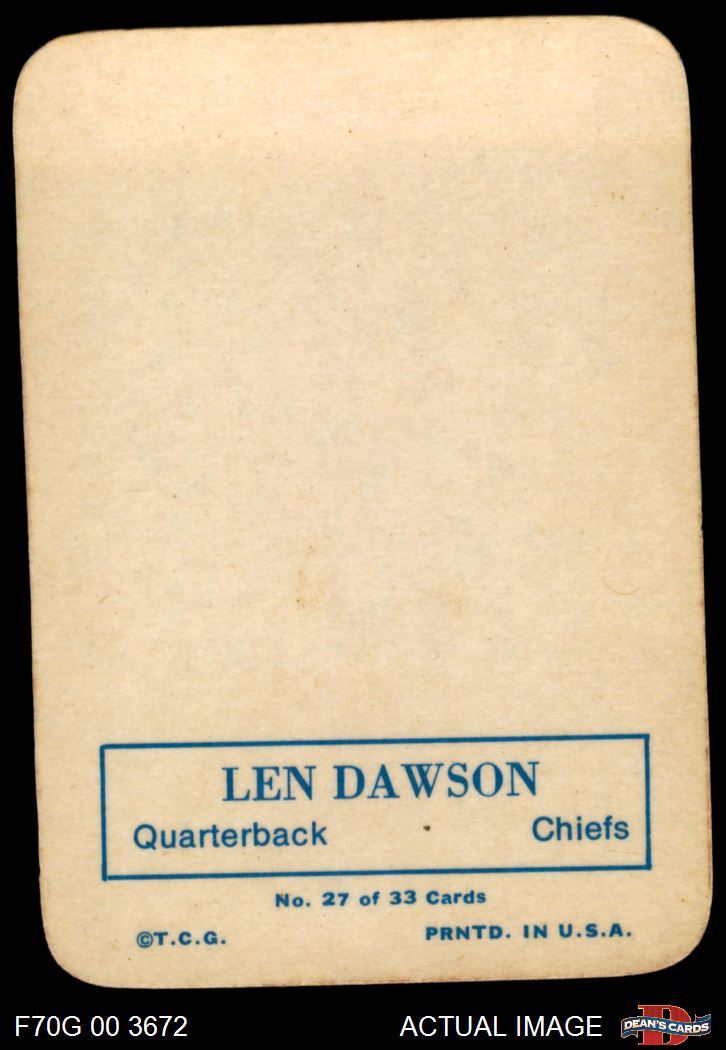 LEN DAWSON
Quarterback Chiefs
No. 27 of 33 Cards
©T.C.G. PRNTD. IN U.S.A.
F70G 00 3672 ACTUAL IMAGE D DEAN'S CARDS